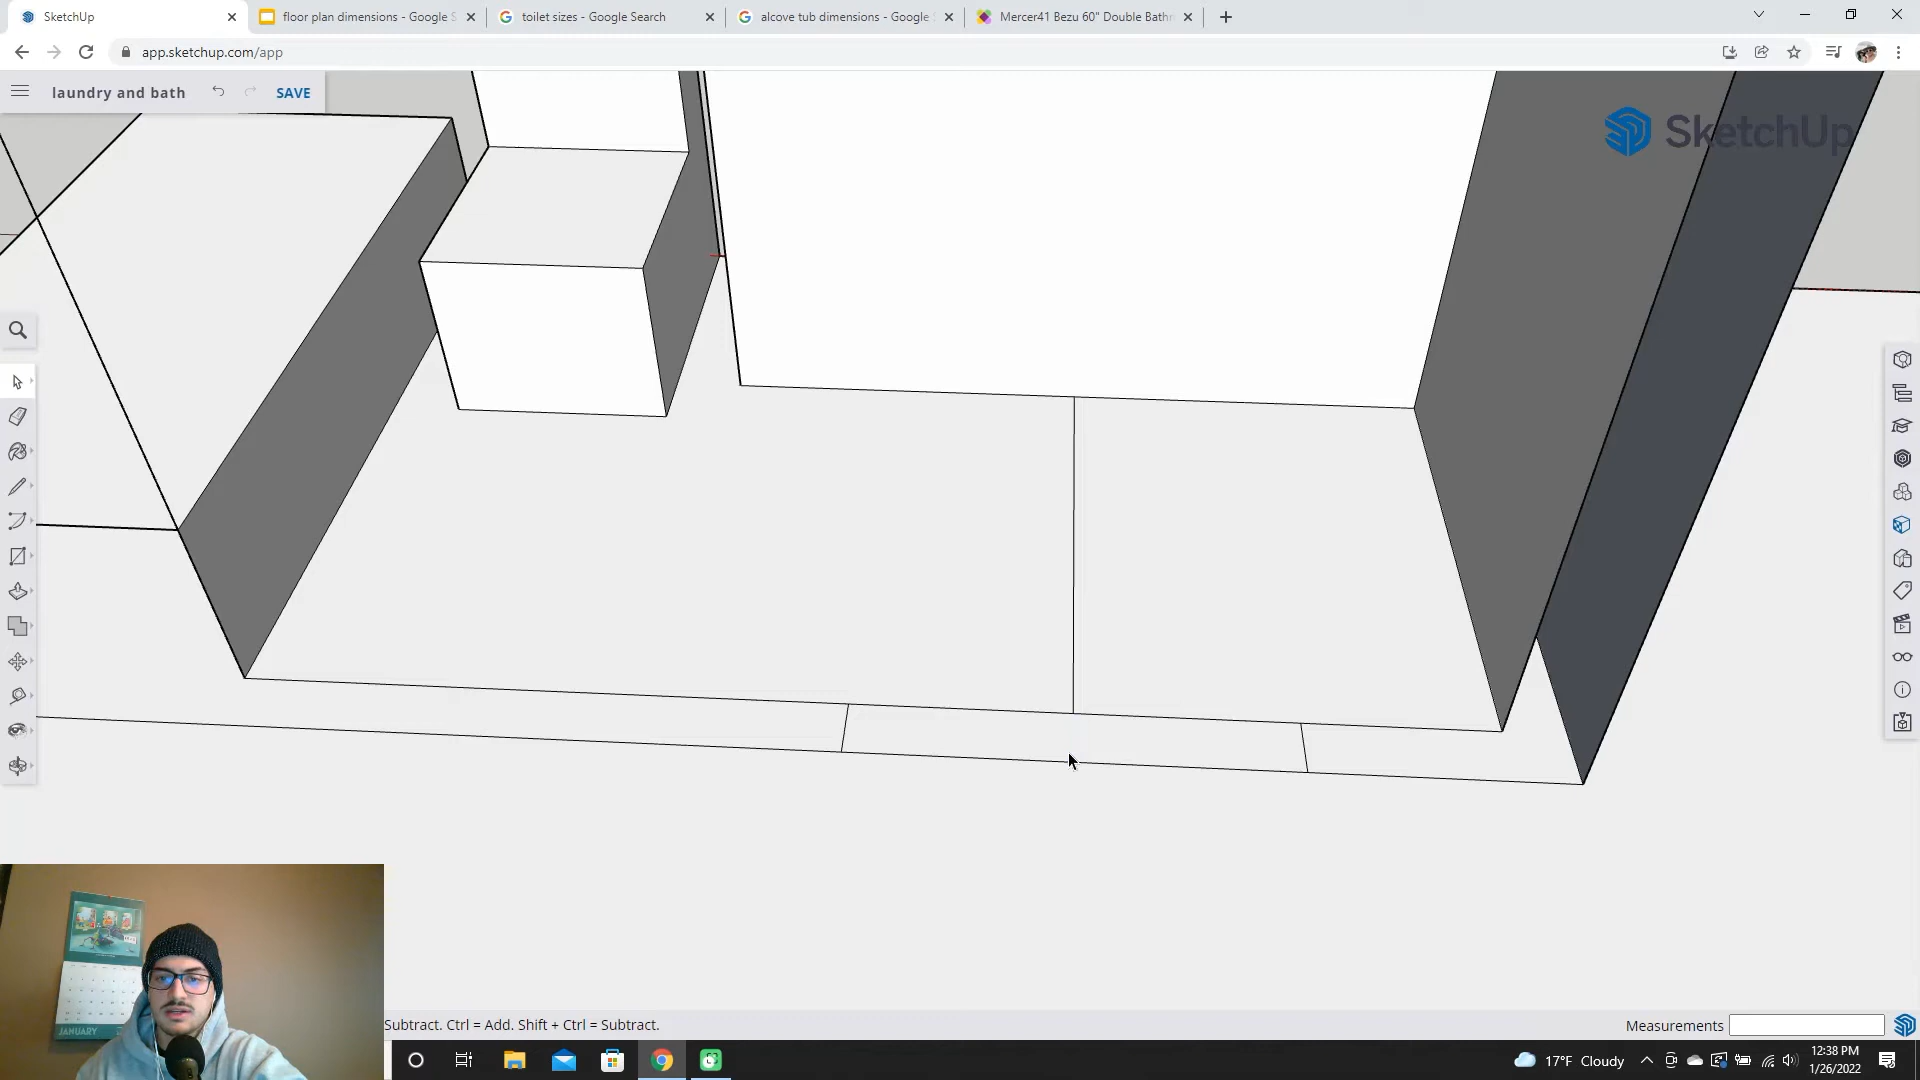 SketchUp
floor plan dimensions - Google S
toilet sizes - Google Search
alcove tub dimensions - Google
Mercer41 Bezu 60" Double Bath
app.sketchup.com/app
laundry and bath
SAVE
SketchUp
JANUARY
Subtract. Ctrl = Add. Shift + Ctrl = Subtract.
Measurements
17°F Cloudy
12:38 PM
1/26/2022